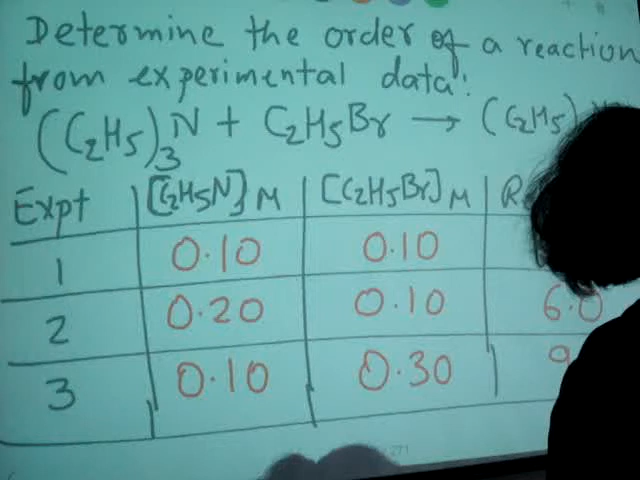 Determine the order of a reaction
from experimental data:
(C₂H₅)₃N + C₂H₅Br → (C₂H₅)
Expt [C₂H₅N] M [C₂H₅Br] M
1 0.10 0.10
2 0.20 0.10 6.0
3 0.10 0.30 9